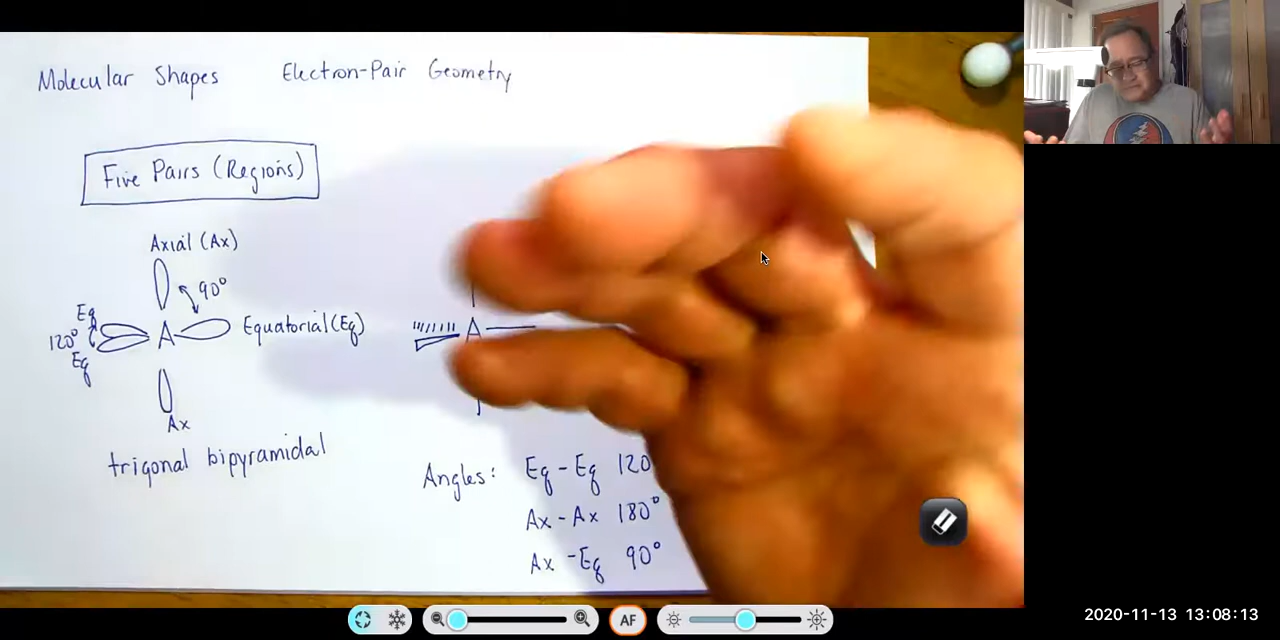 Molecular Shapes Electron-Pair Geometry
Five Pairs (Regions)
Axial (Ax)
90°
Eq
120°
Eq
A
Equatorial (Eq)
Ax
trigonal bipyramidal
A
Angles: Eq - Eq 120
Ax - Ax 180°
Ax - Eq 90°
AF
2020-11-13 13:08:13